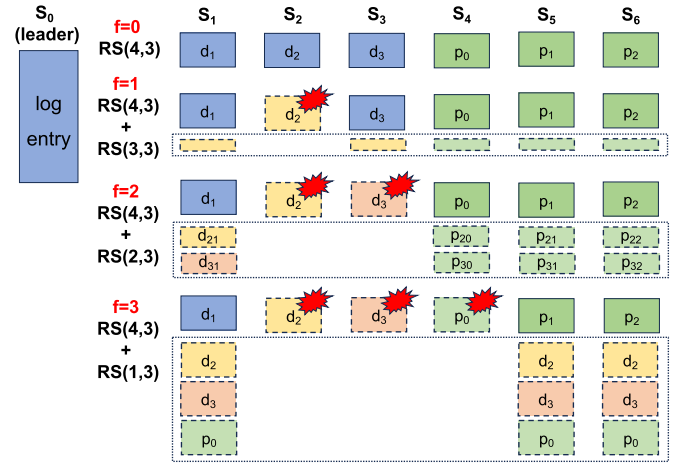 S₀ (leader)
log entry
S₁ S₂ S₃ S₄ S₅ S₆
f=0
RS(4,3)
d₁ d₂ d₃ p₀ p₁ p₂
f=1
RS(4,3)
+
RS(3,3)
d₁ d₂ d₃ p₀ p₁ p₂
f=2
RS(4,3)
+
RS(2,3)
d₁ d₂ d₃ p₀ p₁ p₂
d₂₁ p₂₀ p₂₁ p₂₂
d₃₁ p₃₀ p₃₁ p₃₂
f=3
RS(4,3)
+
RS(1,3)
d₁ d₂ d₃ p₀ p₁ p₂
d₂ d₂ d₂
d₃ d₃ d₃
p₀ p₀ p₀